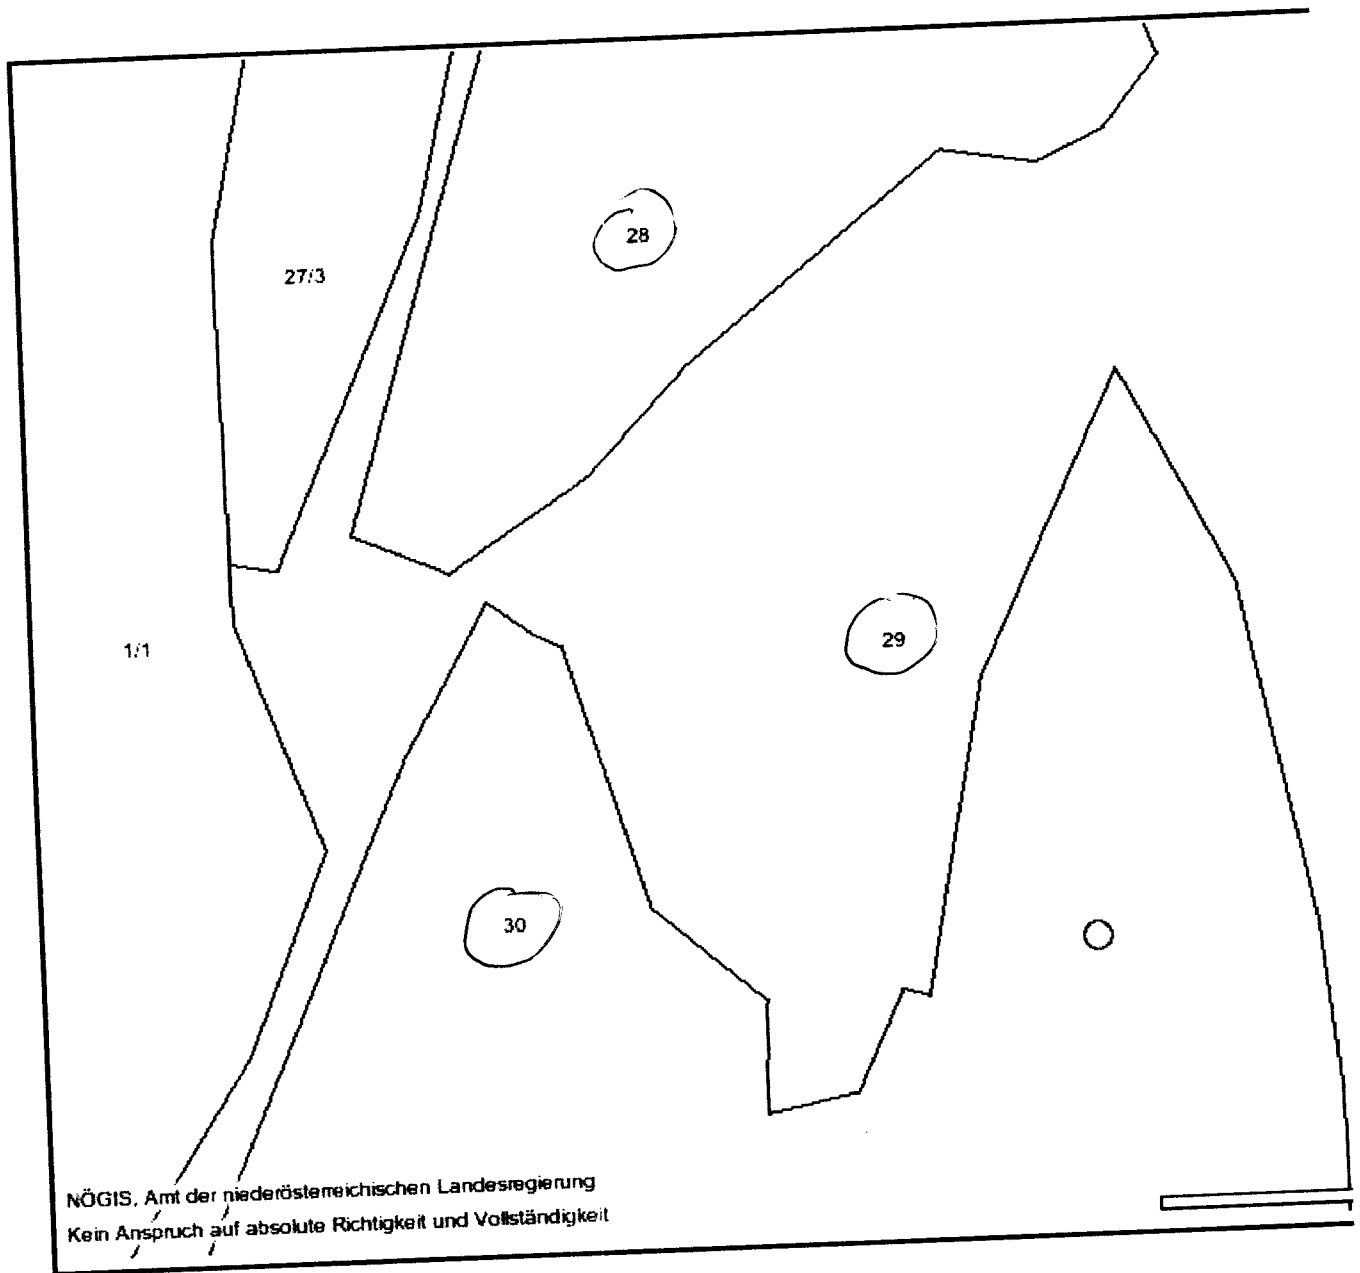 28
27/3
29
1/1
30
NÖGIS, Amt der niederösterreichischen Landesregierung
Kein Anspruch auf absolute Richtigkeit und Vollständigkeit